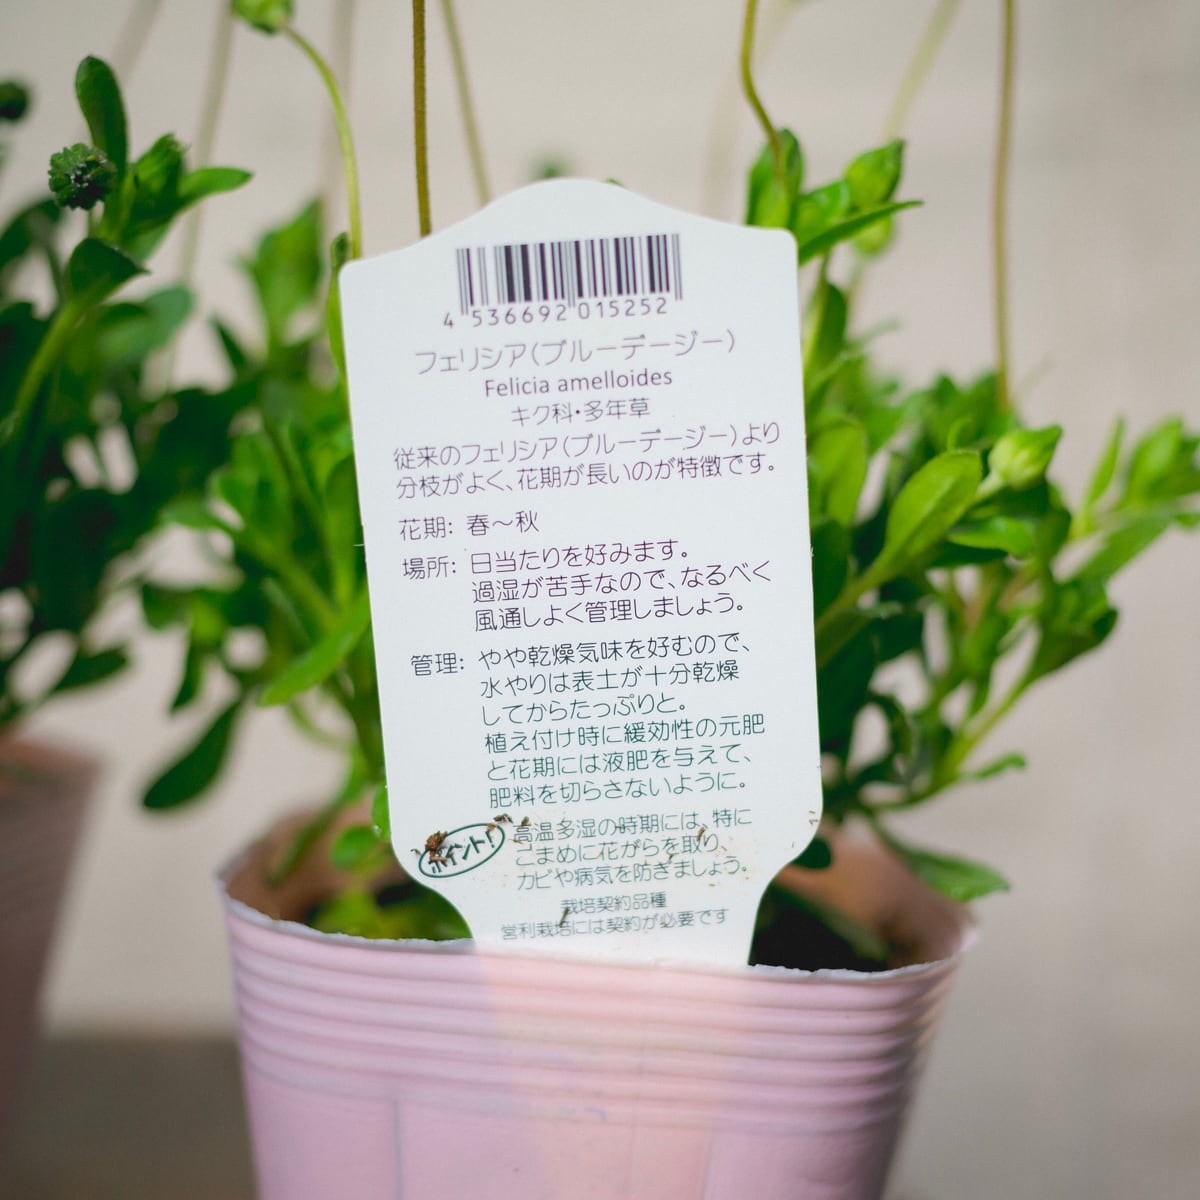 4 536692 015252
フェリシア(ブルーデージー)
Felicia amelloides
キク科・多年草
従来のフェリシア(ブルーデージー)より
分枝がよく、花期が長いのが特徴です。
花期: 春～秋
場所: 日当たりを好みます。
過湿が苦手なので、なるべく
風通しよく管理しましょう。
管理: やや乾燥気味を好むので、
水やりは表土が十分乾燥
してからたっぷりと。
植え付け時に緩効性の元肥
と花期には液肥を与えて、
肥料を切らさないように。
ポイント! 高温多湿の時期には、特に
こまめに花がらを取り、
カビや病気を防ぎましょう。
栽培契約品種
営利栽培には契約が必要です